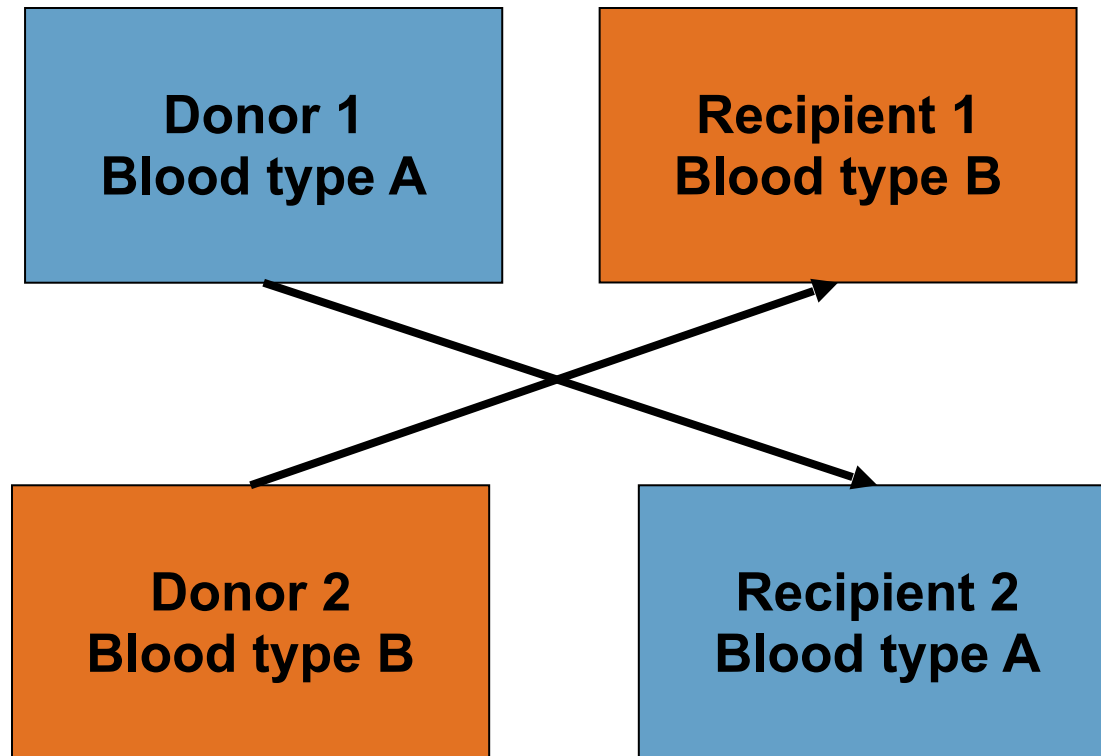 Donor 1
Blood type A
Recipient 1
Blood type B
Donor 2
Blood type B
Recipient 2
Blood type A